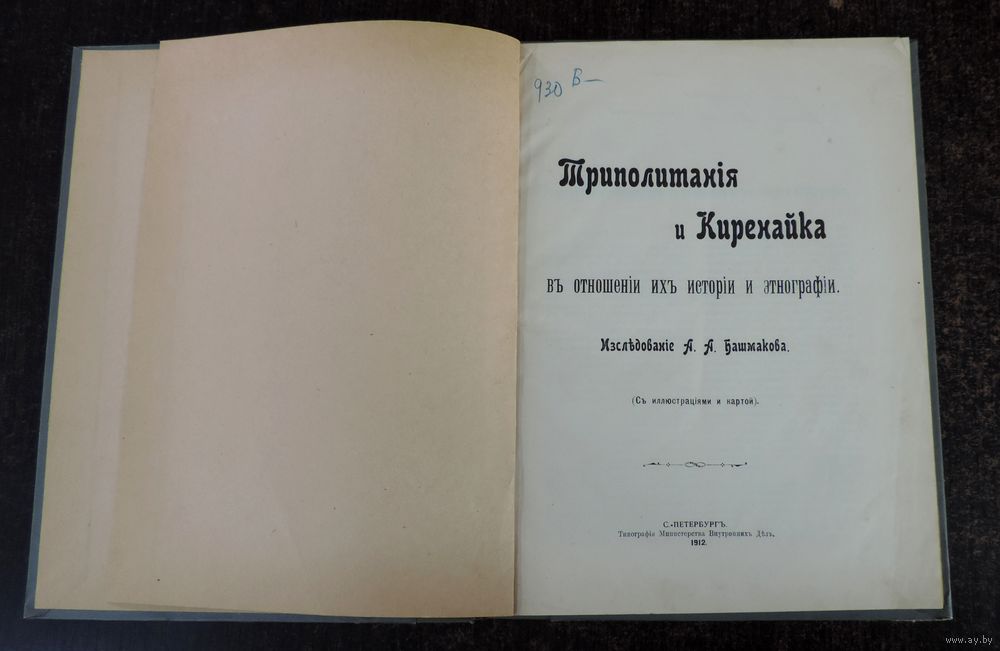 930 В—
Триполитанія
и Киренайка
въ отношеніи ихъ исторіи и этнографіи.
Изслѣдованіе А. А. Башмакова.
(Съ иллюстраціями и картой).
С.-ПЕТЕРБУРГЪ.
Типографія Министерства Внутреннихъ Дѣлъ,
1912.
www.ay.by